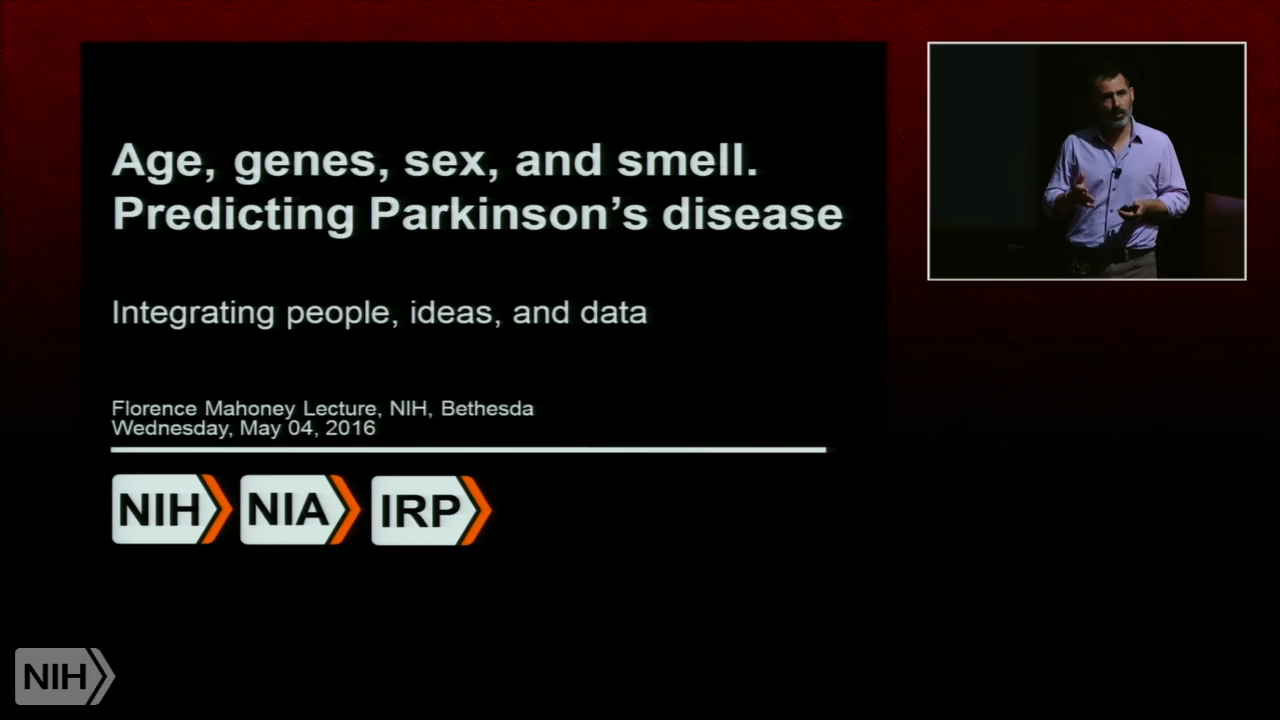 Age, genes, sex, and smell.
Predicting Parkinson’s disease
Integrating people, ideas, and data
Florence Mahoney Lecture, NIH, Bethesda
Wednesday, May 04, 2016
NIH NIA IRP
NIH